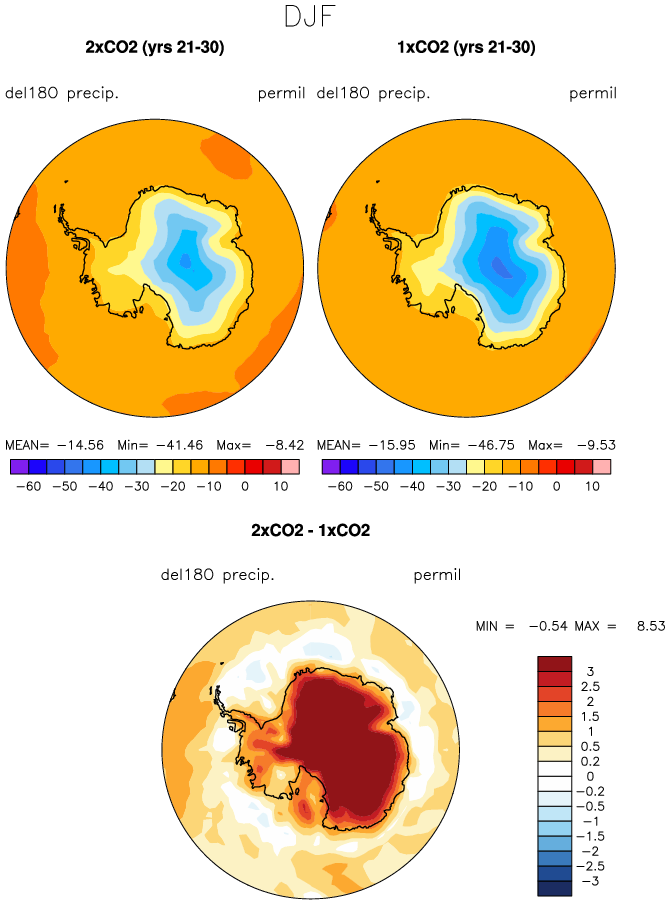 DJF
2xCO2 (yrs 21-30) 1xCO2 (yrs 21-30)
del18O precip. permil del18O precip. permil
MEAN= −14.56 Min= −41.46 Max= −8.42 MEAN= −15.95 Min= −46.75 Max= −9.53
−60 −50 −40 −30 −20 −10 0 10 −60 −50 −40 −30 −20 −10 0 10
2xCO2 - 1xCO2
del18O precip. permil
MIN = −0.54 MAX = 8.53
3
2.5
2
1.5
1
0.5
0.2
0
−0.2
−0.5
−1
−1.5
−2
−2.5
−3